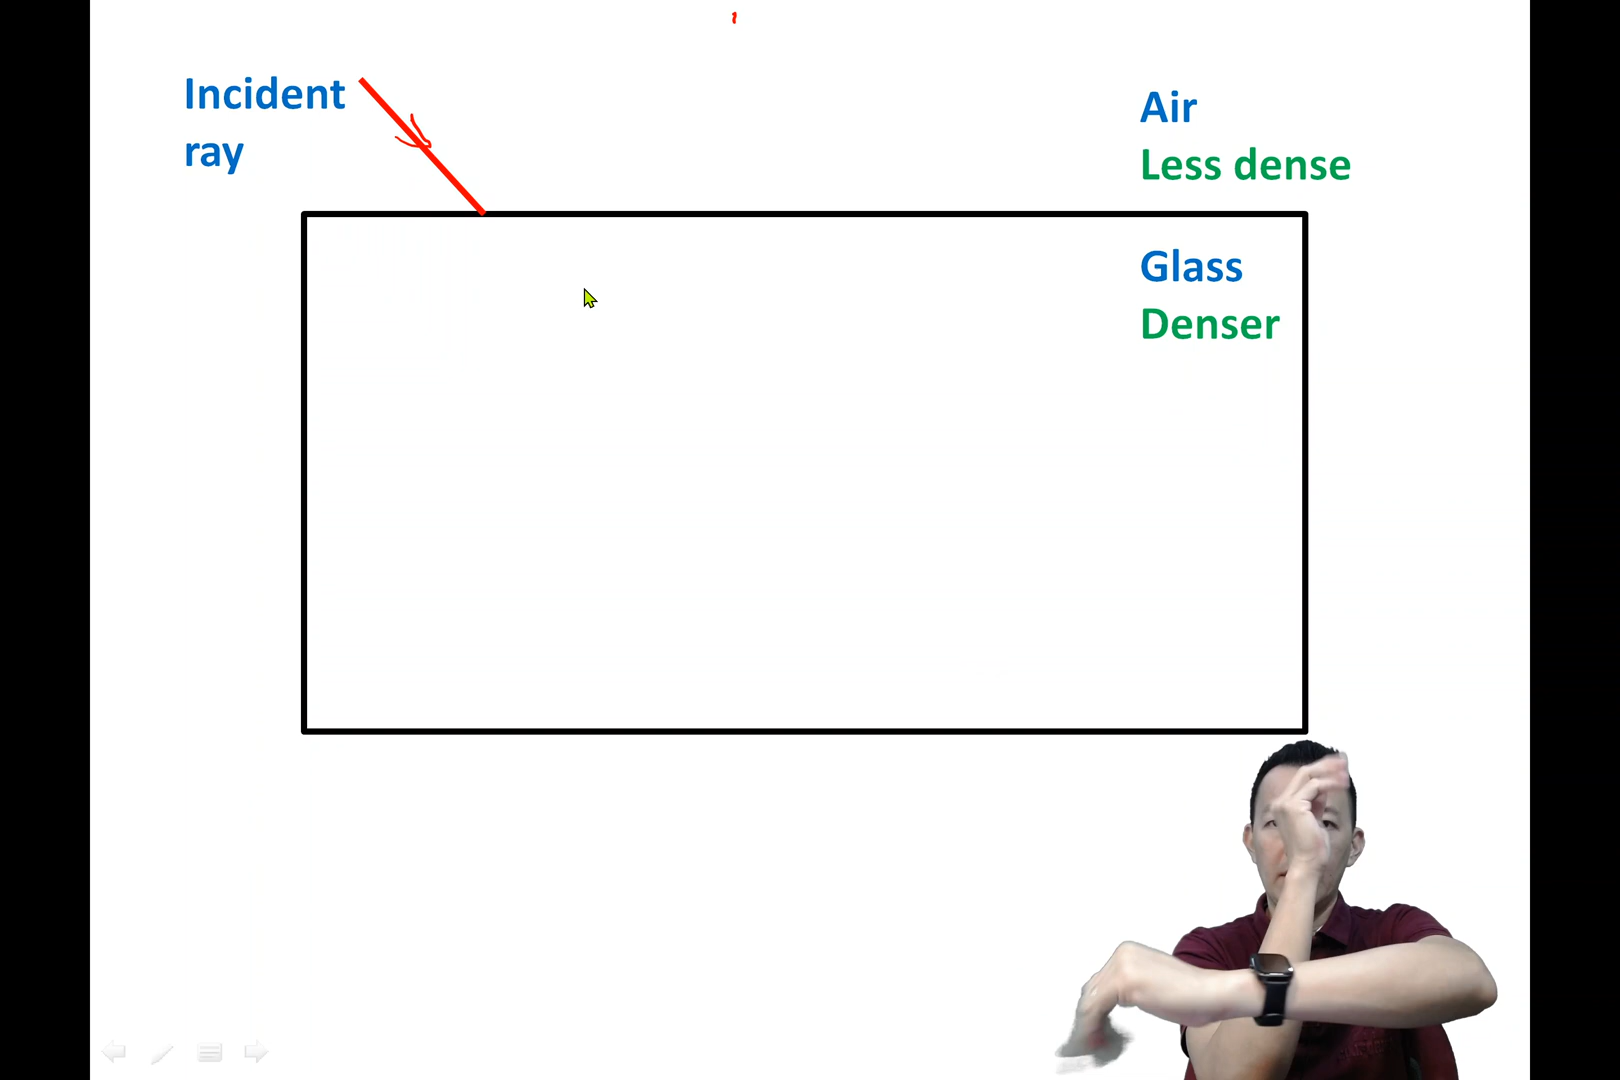 Incident
ray
Air
Less dense
Glass
Denser